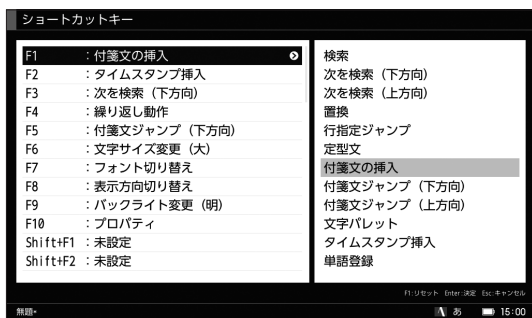 ショートカットキー
F1 :付箋文の挿入
F2 :タイムスタンプ挿入
F3 :次を検索（下方向）
F4 :繰り返し動作
F5 :付箋文ジャンプ（下方向）
F6 :文字サイズ変更（大）
F7 :フォント切り替え
F8 :表示方向切り替え
F9 :バックライト変更（明）
F10 :プロパティ
Shift+F1 :未設定
Shift+F2 :未設定
検索
次を検索（下方向）
次を検索（上方向）
置換
行指定ジャンプ
定型文
付箋文の挿入
付箋文ジャンプ（下方向）
付箋文ジャンプ（上方向）
文字パレット
タイムスタンプ挿入
単語登録
F1:リセット Enter:決定 Esc:キャンセル
無題* A あ 15:00